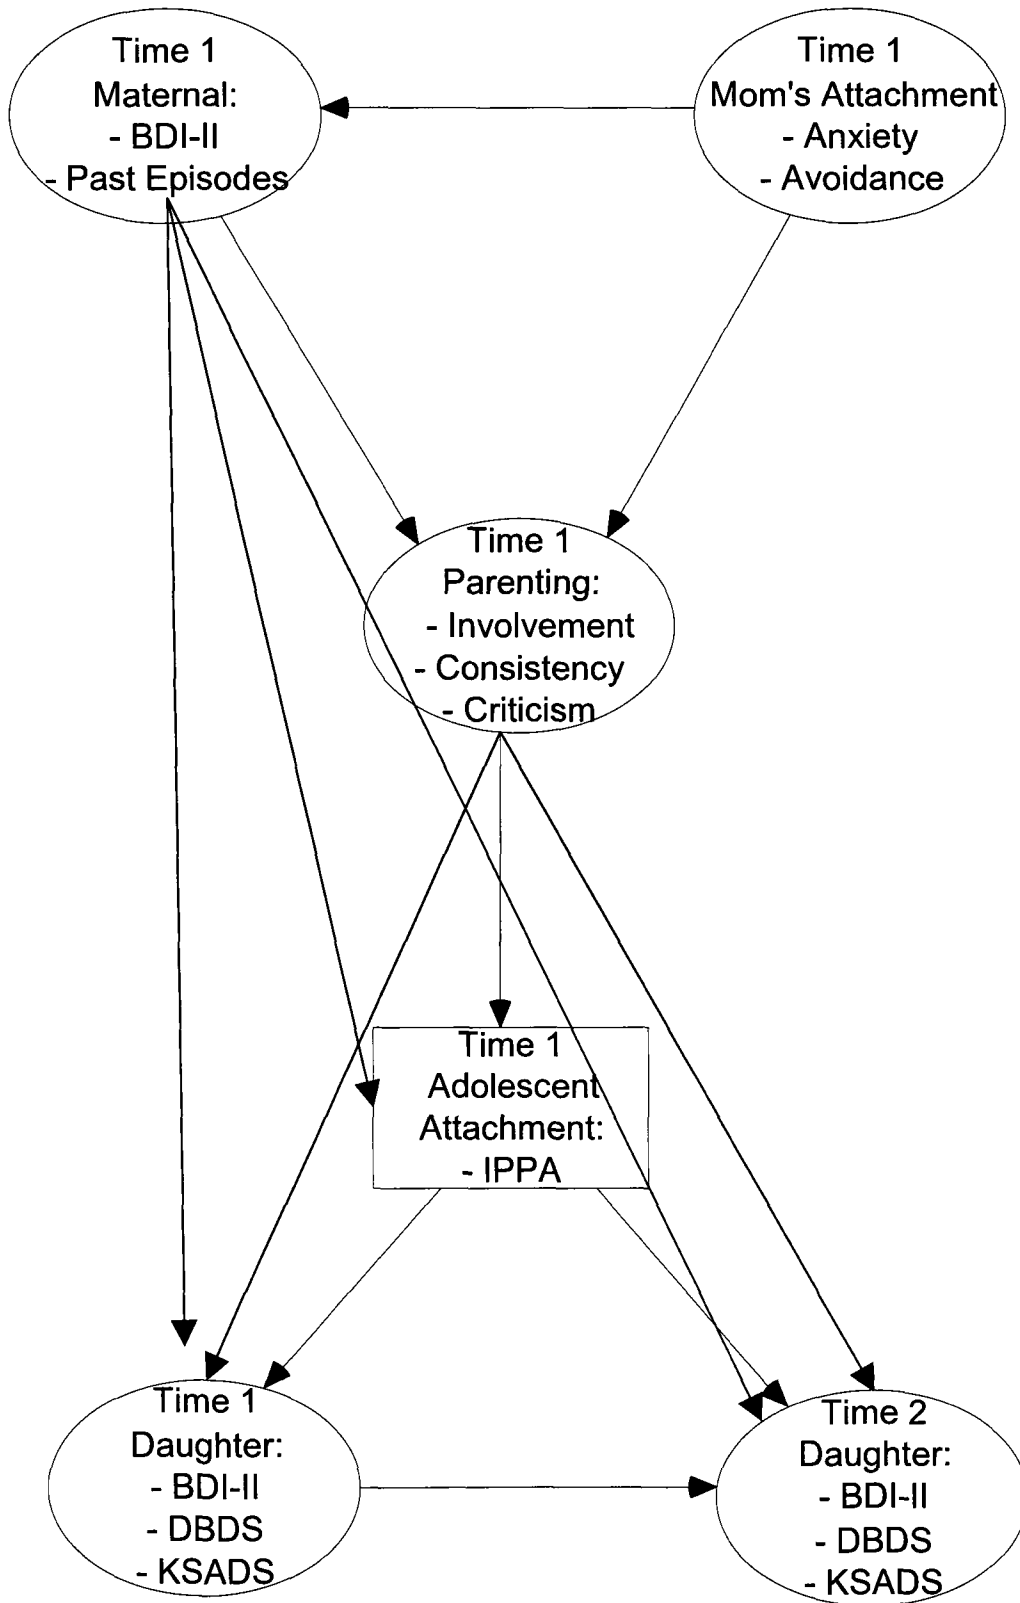 Time 1
Maternal:
- BDI-II
- Past Episodes
Time 1
Mom's Attachment
- Anxiety
- Avoidance
Time 1
Parenting:
- Involvement
- Consistency
- Criticism
Time 1
Adolescent
Attachment:
- IPPA
Time 1
Daughter:
- BDI-II
- DBDS
- KSADS
Time 2
Daughter:
- BDI-II
- DBDS
- KSADS